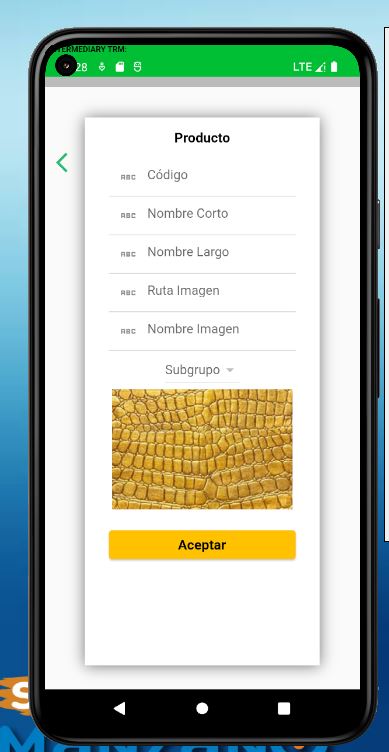 TERMEDIARY TRM:
28
LTE
Producto
ABC Código
ABC Nombre Corto
ABC Nombre Largo
ABC Ruta Imagen
ABC Nombre Imagen
Subgrupo
Aceptar